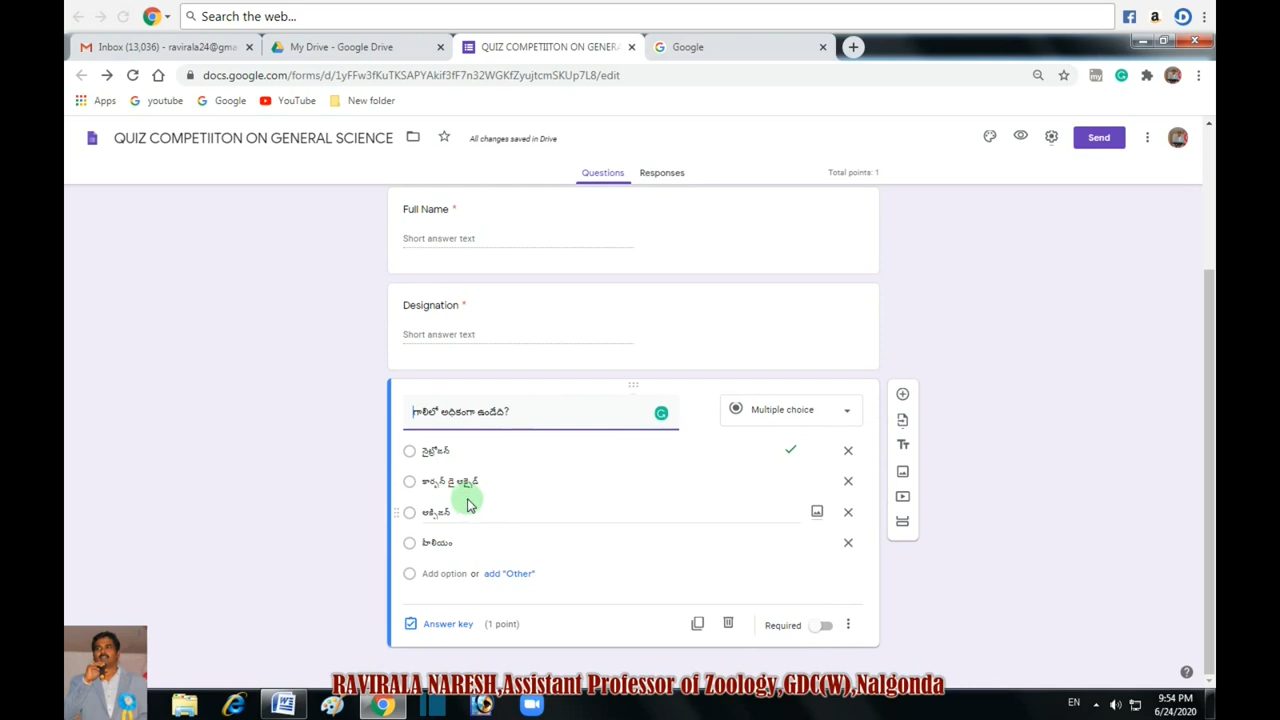 Search the web...
Inbox (13,036) - ravirala24@gma
My Drive - Google Drive
QUIZ COMPETIITON ON GENERA
Google
docs.google.com/forms/d/1yFFw3fKuTKSAPYAkif3fF7n32WGKfZyujtcmSKUp7L8/edit
Apps
youtube
Google
YouTube
New folder
QUIZ COMPETIITON ON GENERAL SCIENCE
All changes saved in Drive
Send
Questions
Responses
Total points: 1
Full Name *
Short answer text
Designation *
Short answer text
గాలిలో అధికంగా ఉండేది?
Multiple choice
నైట్రోజన్
కార్బన్ డై ఆక్సైడ్
ఆక్సిజన్
హీలియం
Add option or add "Other"
Answer key (1 point)
Required
RAVIRALA NARESH,Assistant Professor of Zoology,GDC(W),Nalgonda
EN
9:54 PM
6/24/2020